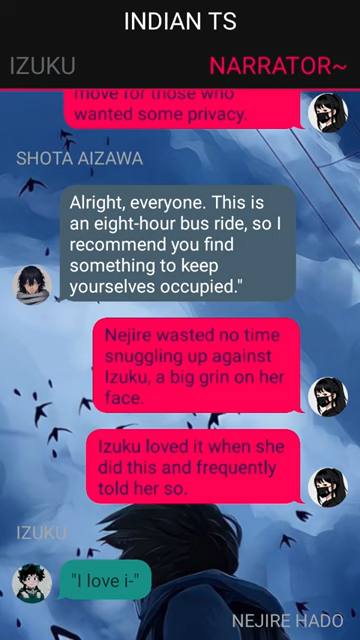 INDIAN TS
IZUKU
NARRATOR~
move for those who
wanted some privacy.
SHOTA AIZAWA
Alright, everyone. This is
an eight-hour bus ride, so I
recommend you find
something to keep
yourselves occupied."
Nejire wasted no time
snuggling up against
Izuku, a big grin on her
face.
Izuku loved it when she
did this and frequently
told her so.
IZUKU
"I love i-"
NEJIRE HADO